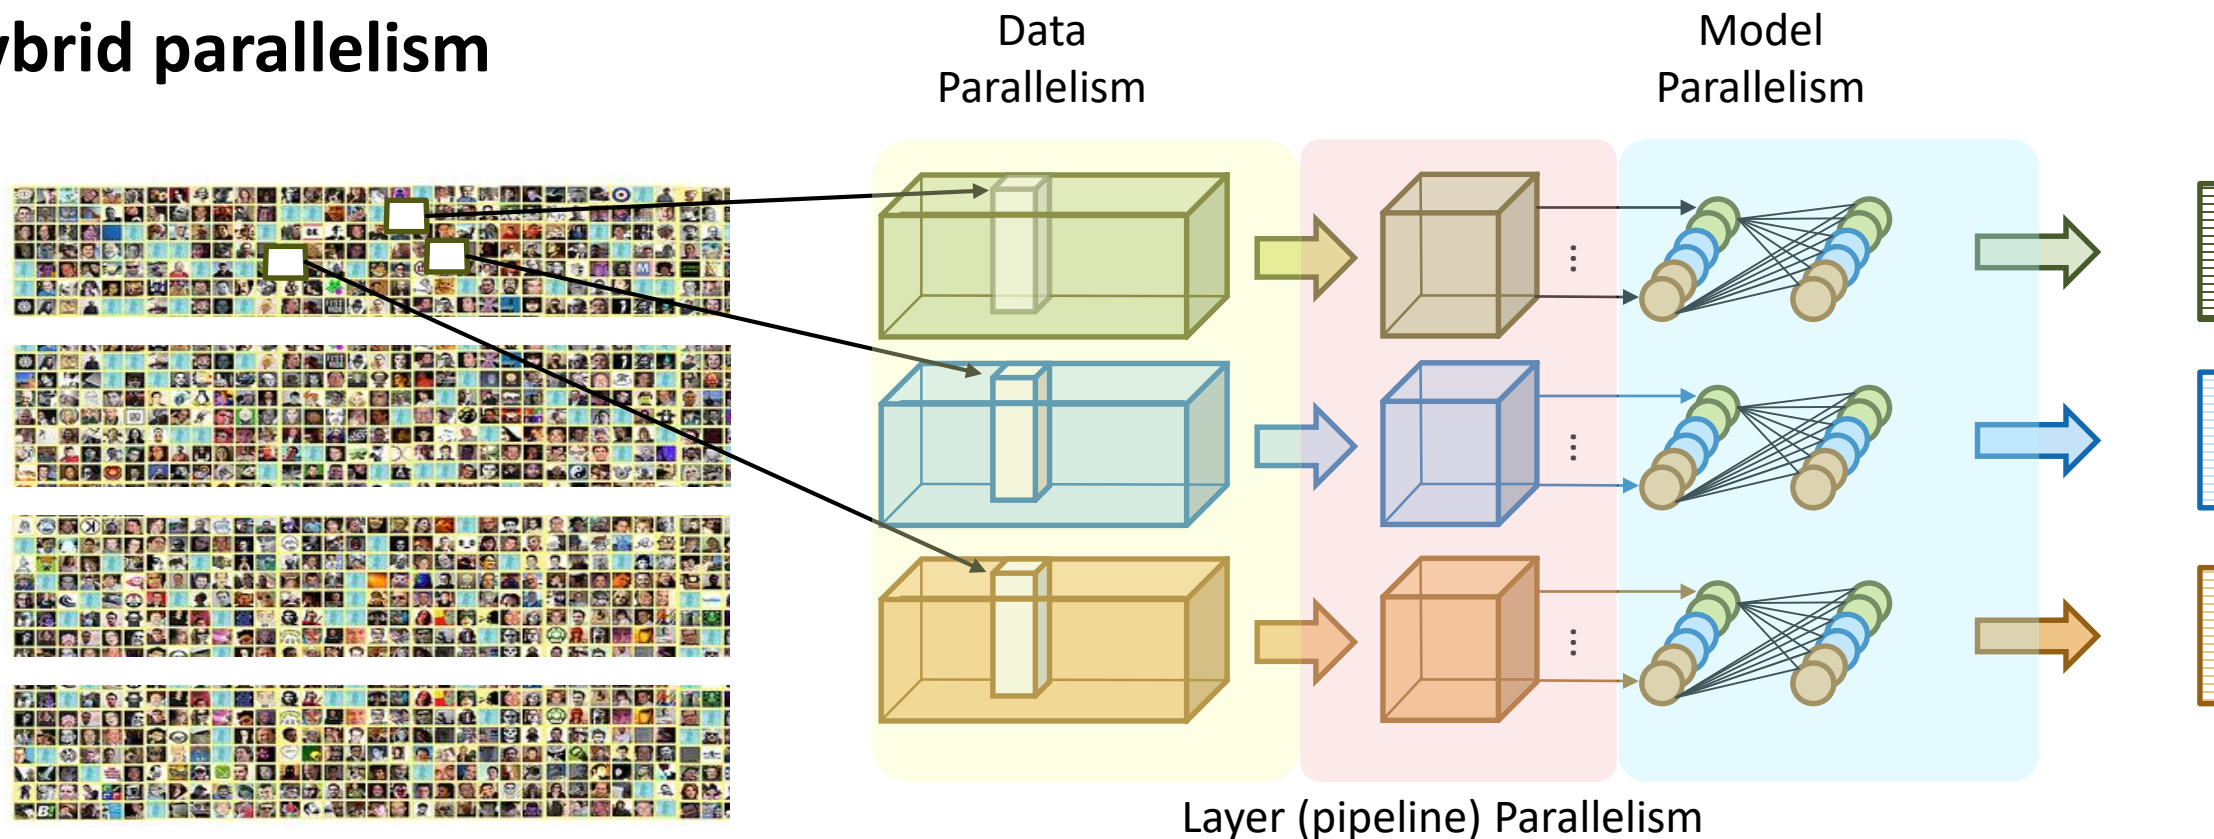 ybrid parallelism
Data
Parallelism
Model
Parallelism
Layer (pipeline) Parallelism